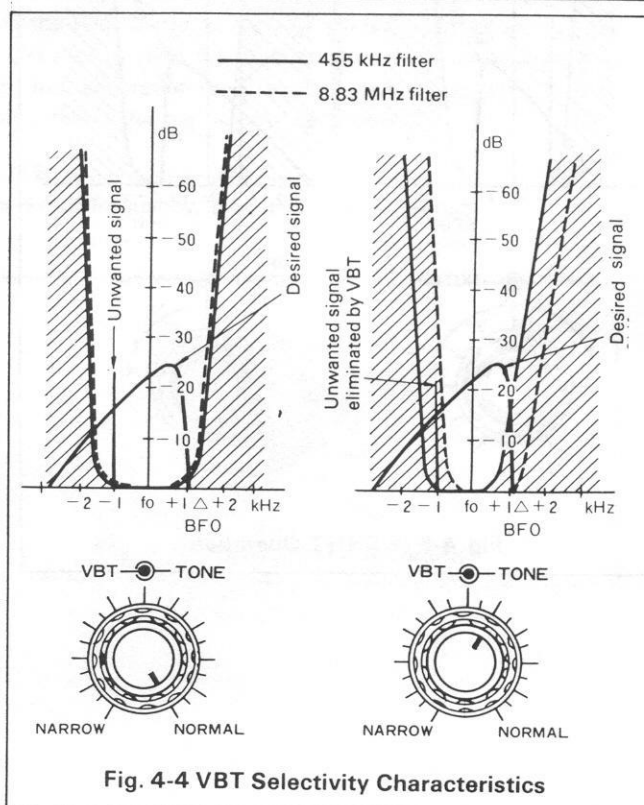 455 kHz filter
8.83 MHz filter
dB
-60
-50
-40
-30
-20
-10
Unwanted signal
Desired signal
-2 -1 fo +1 △ +2 kHz
BFO
VBT TONE
NARROW NORMAL
dB
-60
-50
-40
-30
20
-10
Unwanted signal
eliminated by VBT
Desired
-2 -1 fo +1 △ +2 kHz
BFO
VBT TONE
NARROW NORMAL
Fig. 4-4 VBT Selectivity Characteristics